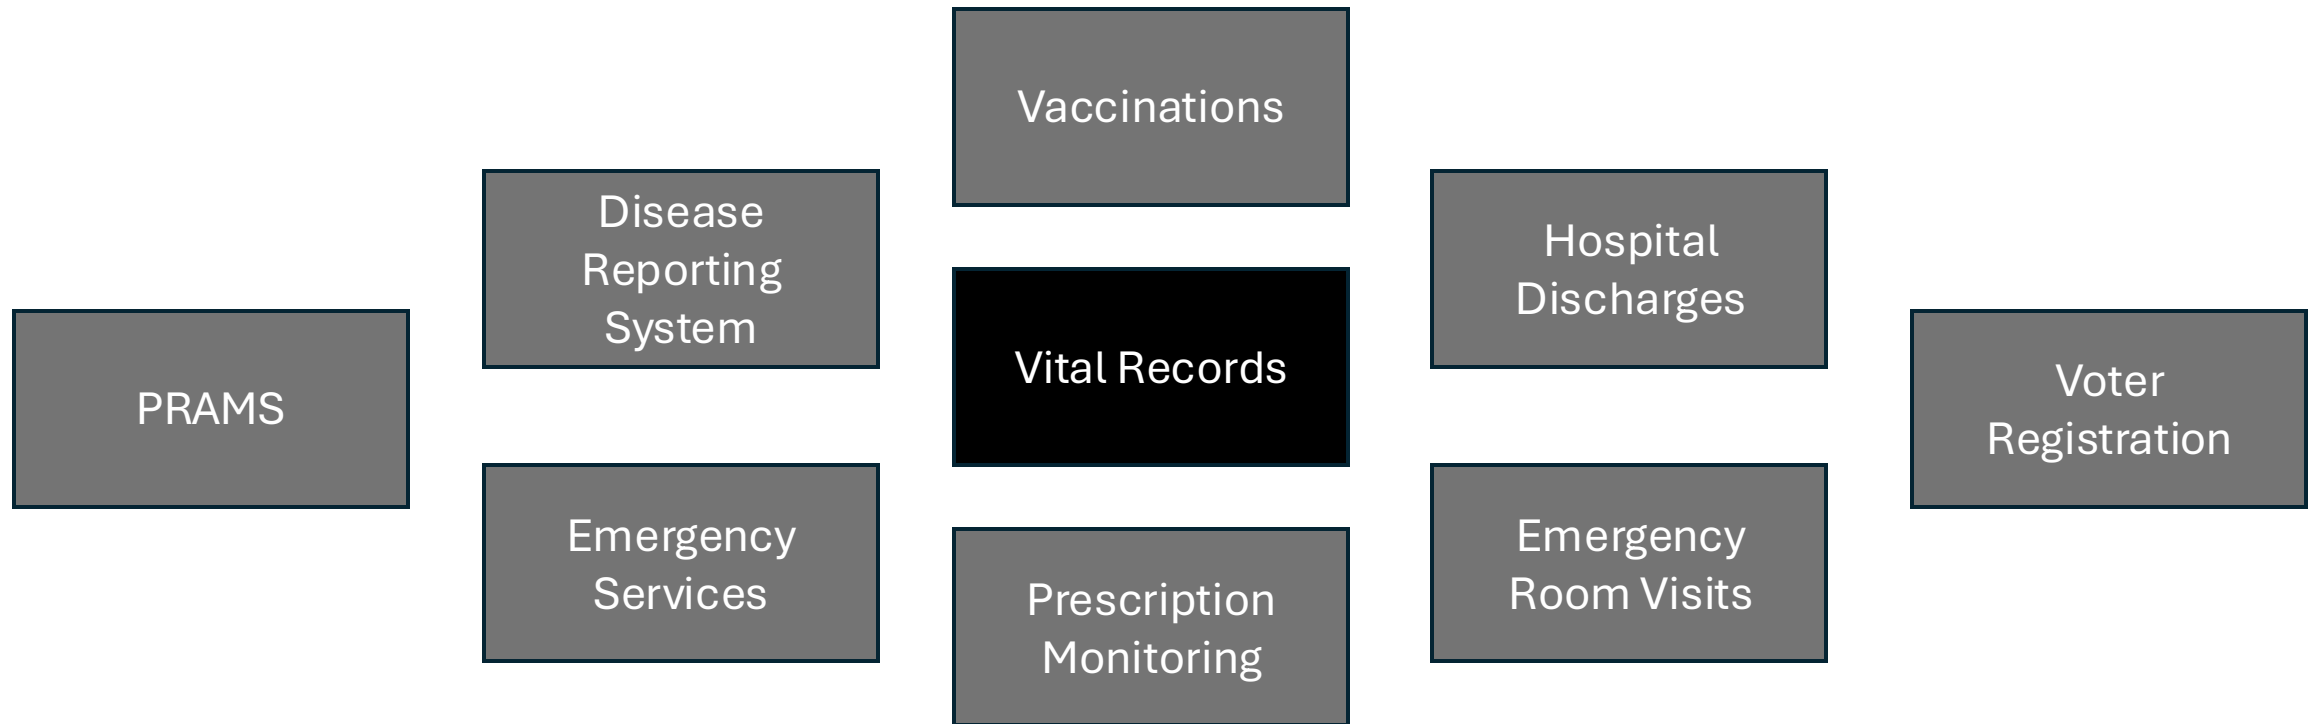 Vaccinations
Disease
Reporting
System
Hospital
Discharges
Vital Records
PRAMS
Voter
Registration
Emergency
Services
Prescription
Monitoring
Emergency
Room Visits